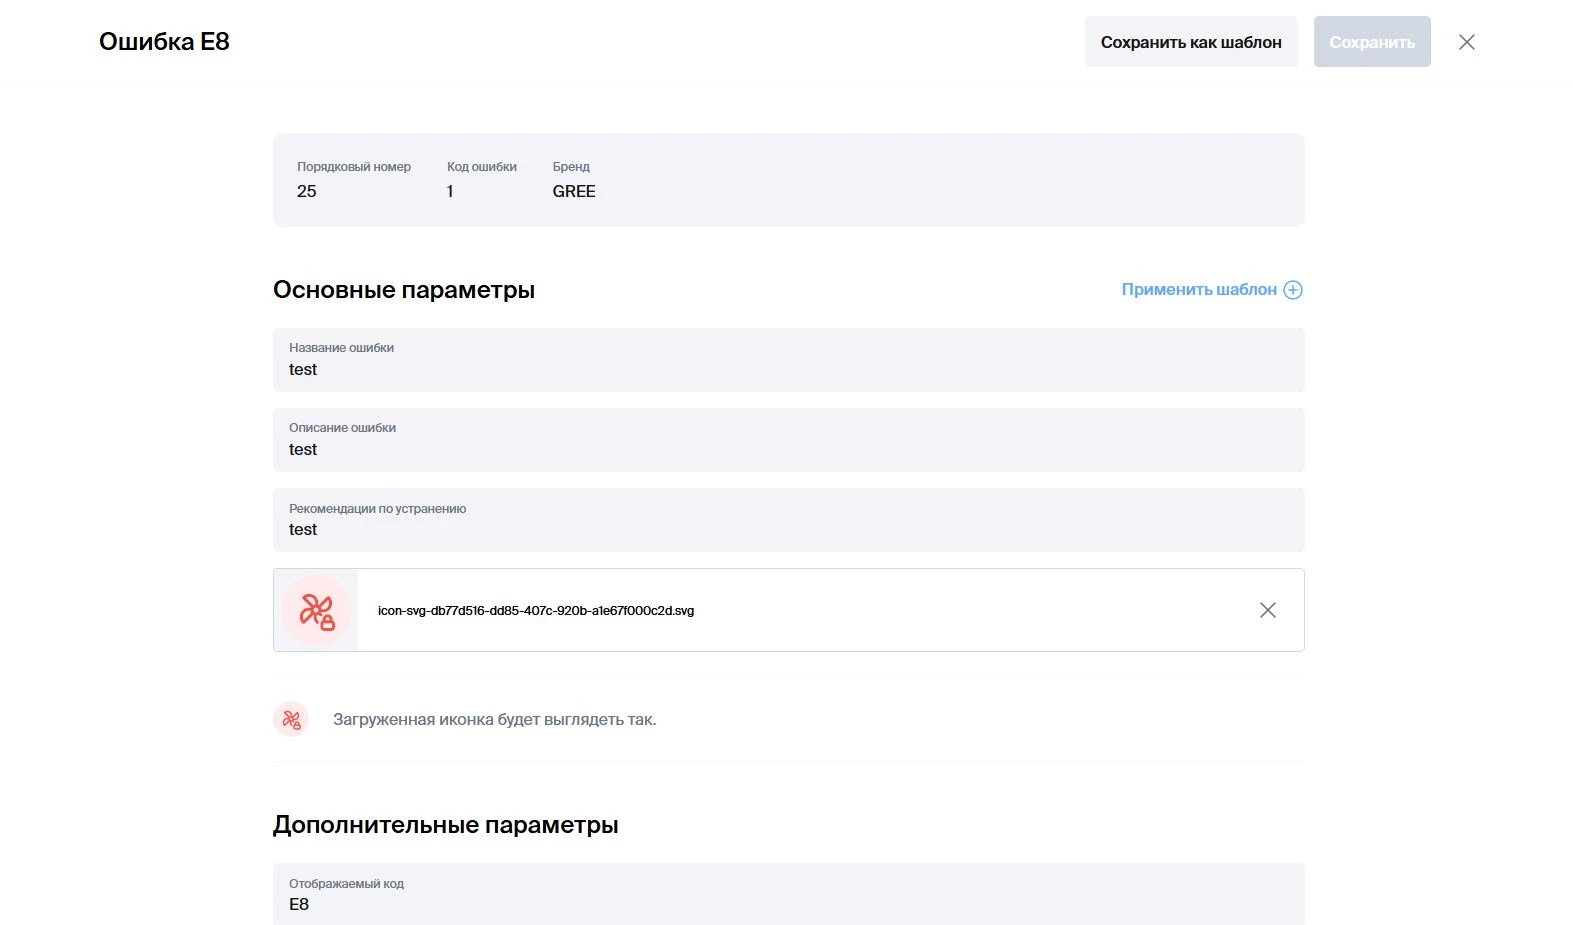 Ошибка E8
Сохранить как шаблон
Сохранить
Порядковый номер
Код ошибки
Бренд
25
1
GREE
Основные параметры
Применить шаблон
Название ошибки
test
Описание ошибки
test
Рекомендации по устранению
test
icon-svg-db77d516-dd85-407c-920b-a1e67f000c2d.svg
Загруженная иконка будет выглядеть так.
Дополнительные параметры
Отображаемый код
E8